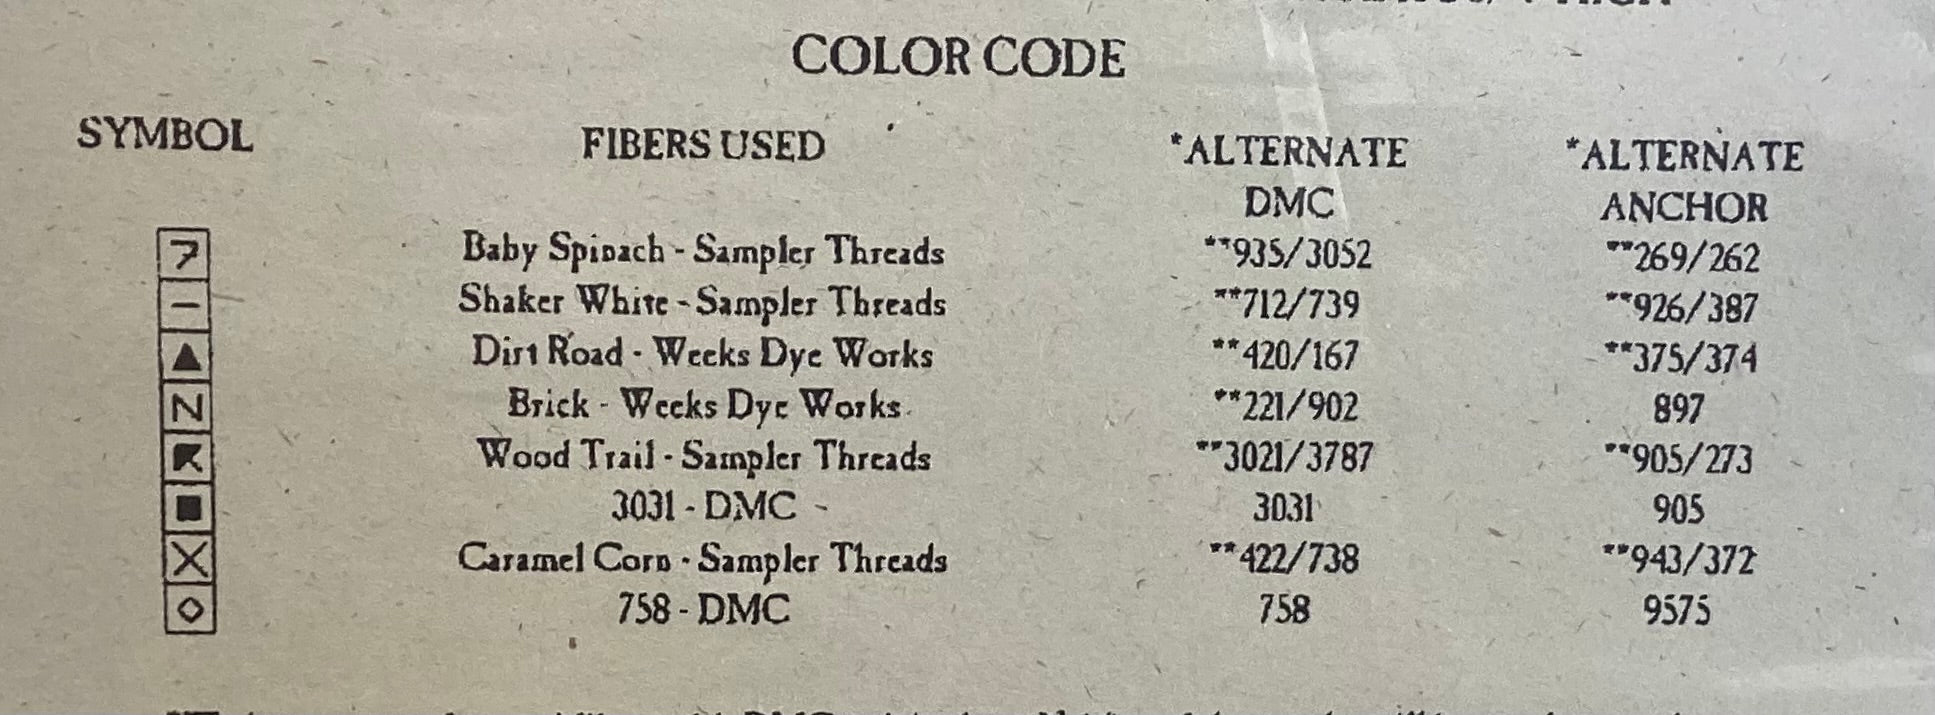 COLOR CODE
SYMBOL FIBERS USED *ALTERNATE DMC *ALTERNATE ANCHOR
Baby Spinach - Sampler Threads **935/3052 **269/262
Shaker White - Sampler Threads **712/739 **926/387
Dirt Road - Weeks Dye Works **420/167 **375/374
N Brick - Weeks Dye Works **221/902 897
Wood Trail - Sampler Threads **3021/3787 **905/273
3031 - DMC - 3031 905
X Caramel Corn - Sampler Threads **422/738 **943/372
758 - DMC 758 9575